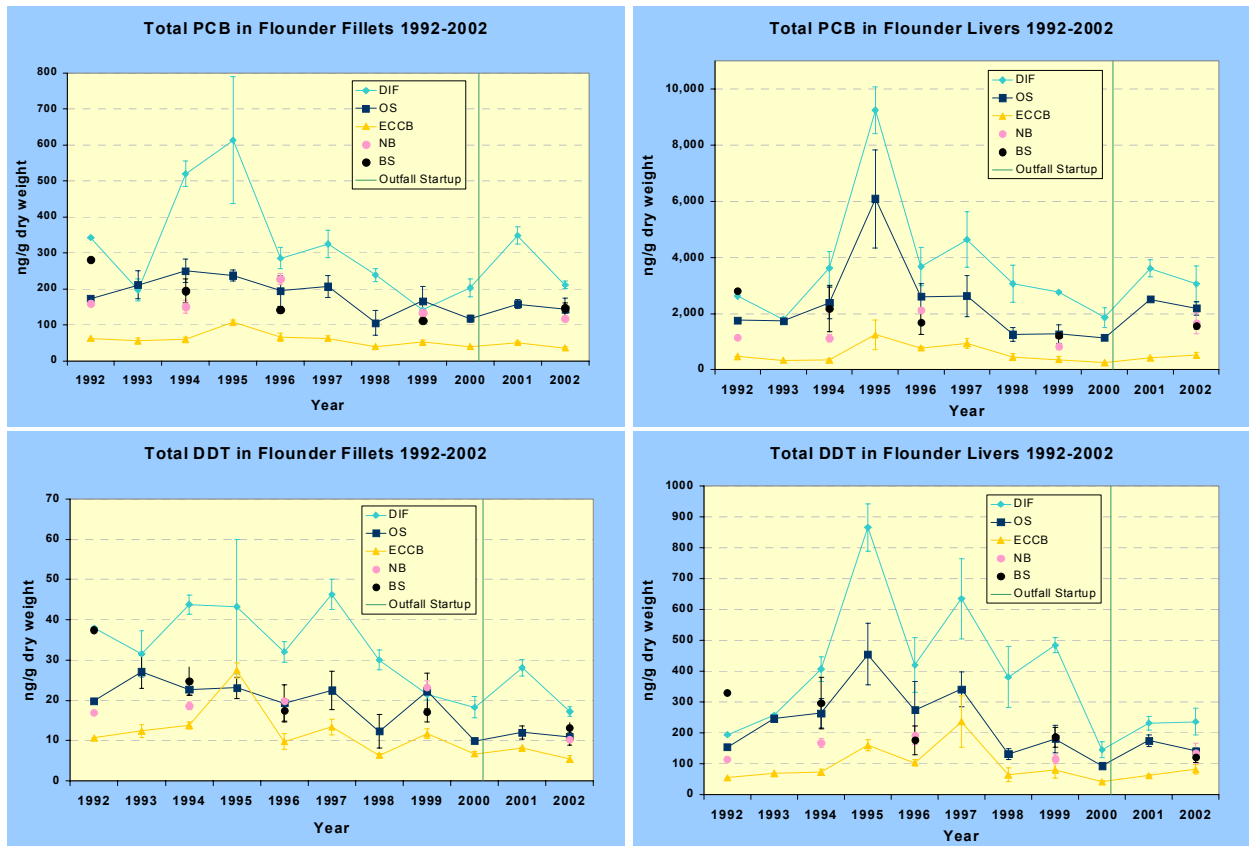 Total PCB in Flounder Fillets 1992-2002
ng/g dry weight
800
700
600
500
400
300
200
100
0
DIF
OS
ECCB
NB
BS
Outfall Startup
1992 1993 1994 1995 1996 1997 1998 1999 2000 2001 2002
Year
Total PCB in Flounder Livers 1992-2002
ng/g dry weight
10,000
8,000
6,000
4,000
2,000
0
DIF
OS
ECCB
NB
BS
Outfall Startup
1992 1993 1994 1995 1996 1997 1998 1999 2000 2001 2002
Year
Total DDT in Flounder Fillets 1992-2002
ng/g dry weight
70
60
50
40
30
20
10
0
DIF
OS
ECCB
NB
BS
Outfall Startup
1992 1993 1994 1995 1996 1997 1998 1999 2000 2001 2002
Year
Total DDT in Flounder Livers 1992-2002
ng/g dry weight
1000
900
800
700
600
500
400
300
200
100
0
DIF
OS
ECCB
NB
BS
Outfall Startup
1992 1993 1994 1995 1996 1997 1998 1999 2000 2001 2002
Year